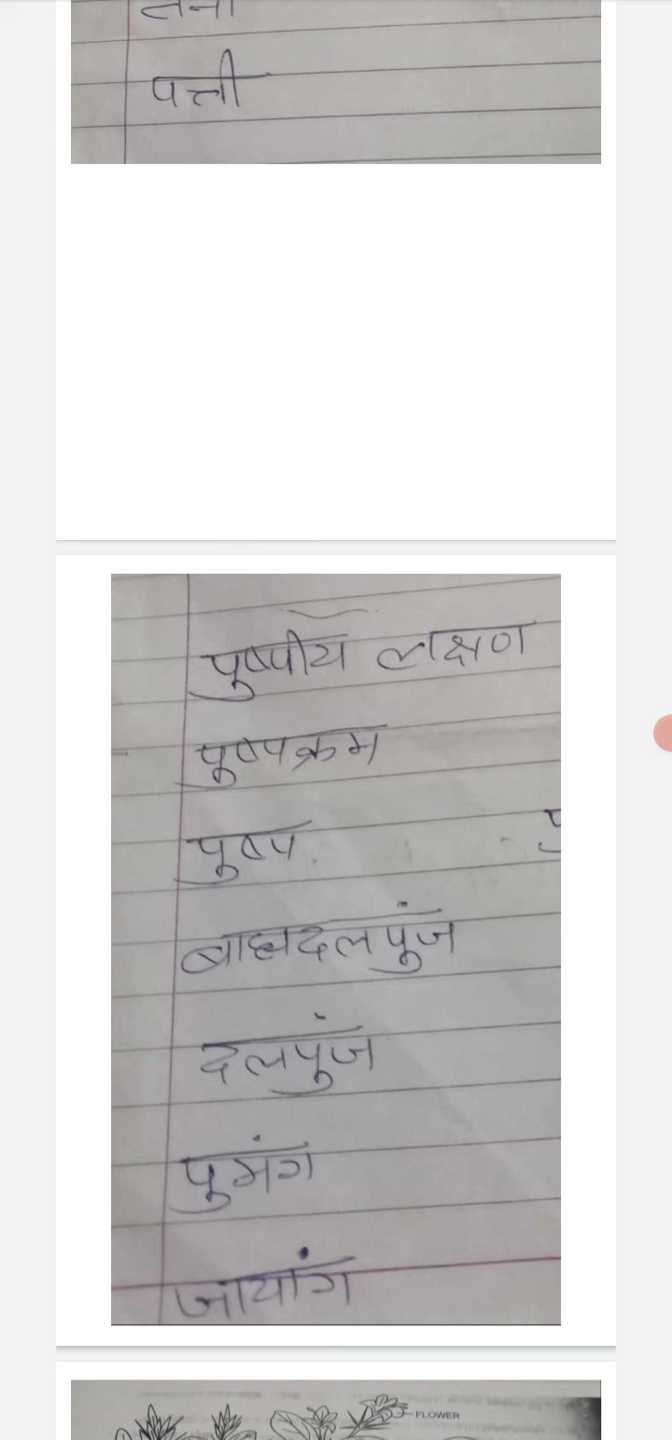 पत्ती
पुष्पीय लक्षण
पुष्पक्रम
पुष्प
बाह्यदलपुंज
दलपुंज
पुमंग
जायांग
FLOWER